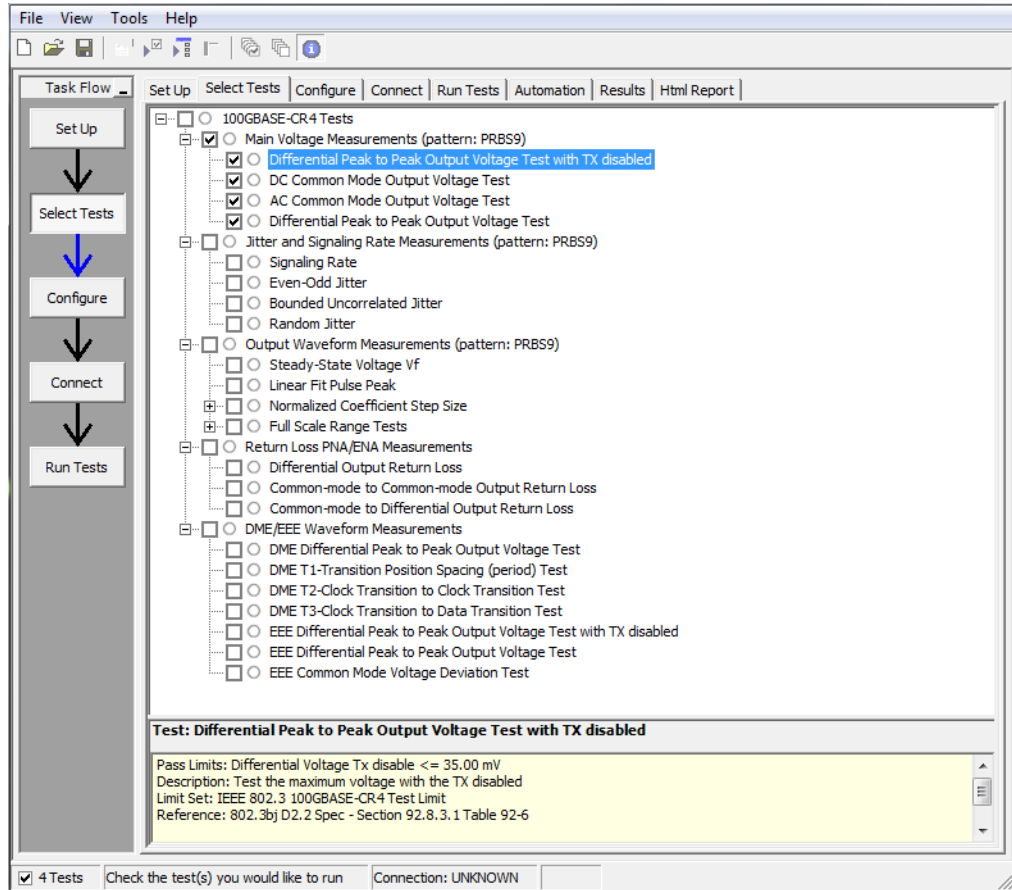 File View Tools Help
Task Flow
Set Up
Select Tests
Configure
Connect
Run Tests
Set Up Select Tests Configure Connect Run Tests Automation Results Html Report
100GBASE-CR4 Tests
Main Voltage Measurements (pattern: PRBS9)
Differential Peak to Peak Output Voltage Test with TX disabled
DC Common Mode Output Voltage Test
AC Common Mode Output Voltage Test
Differential Peak to Peak Output Voltage Test
Jitter and Signaling Rate Measurements (pattern: PRBS9)
Signaling Rate
Even-Odd Jitter
Bounded Uncorrelated Jitter
Random Jitter
Output Waveform Measurements (pattern: PRBS9)
Steady-State Voltage Vf
Linear Fit Pulse Peak
Normalized Coefficient Step Size
Full Scale Range Tests
Return Loss PNA/ENA Measurements
Differential Output Return Loss
Common-mode to Common-mode Output Return Loss
Common-mode to Differential Output Return Loss
DME/EEE Waveform Measurements
DME Differential Peak to Peak Output Voltage Test
DME T1-Transition Position Spacing (period) Test
DME T2-Clock Transition to Clock Transition Test
DME T3-Clock Transition to Data Transition Test
EEE Differential Peak to Peak Output Voltage Test with TX disabled
EEE Differential Peak to Peak Output Voltage Test
EEE Common Mode Voltage Deviation Test
Test: Differential Peak to Peak Output Voltage Test with TX disabled
Pass Limits: Differential Voltage Tx disable <= 35.00 mV
Description: Test the maximum voltage with the TX disabled
Limit Set: IEEE 802.3 100GBASE-CR4 Test Limit
Reference: 802.3bj D2.2 Spec - Section 92.8.3.1 Table 92-6
4 Tests Check the test(s) you would like to run Connection: UNKNOWN